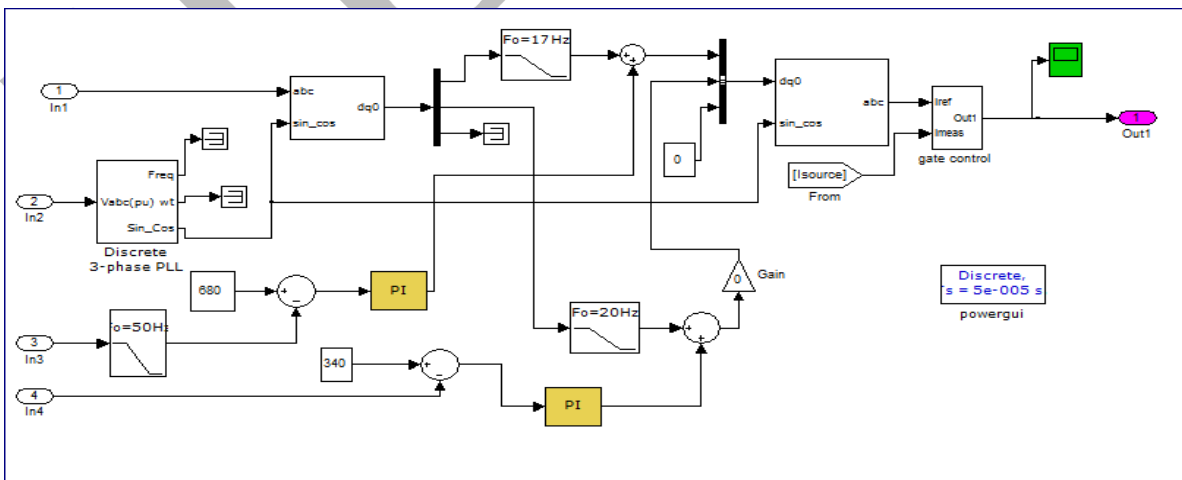 Fo=17Hz
1
In1
abc
sin_cos
dq0
dq0
sin_cos
abc
Iref
Imeas
Out1
gate control
1
Out1
0
[Isource]
From
2
In2
Freq
Vabc(pu) wt
Sin_Cos
Discrete
3-phase PLL
680
PI
0
Gain
Discrete,
s = 5e-005 s
powergui
Fo=50Hz
3
In3
Fo=20Hz
340
4
In4
PI